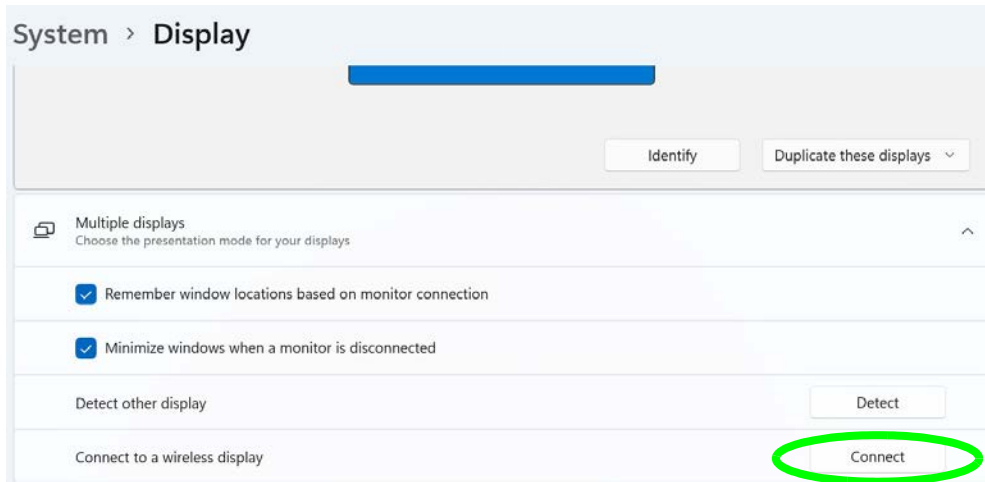 System > Display
Identify
Duplicate these displays
Multiple displays
Choose the presentation mode for your displays
Remember window locations based on monitor connection
Minimize windows when a monitor is disconnected
Detect other display
Detect
Connect to a wireless display
Connect